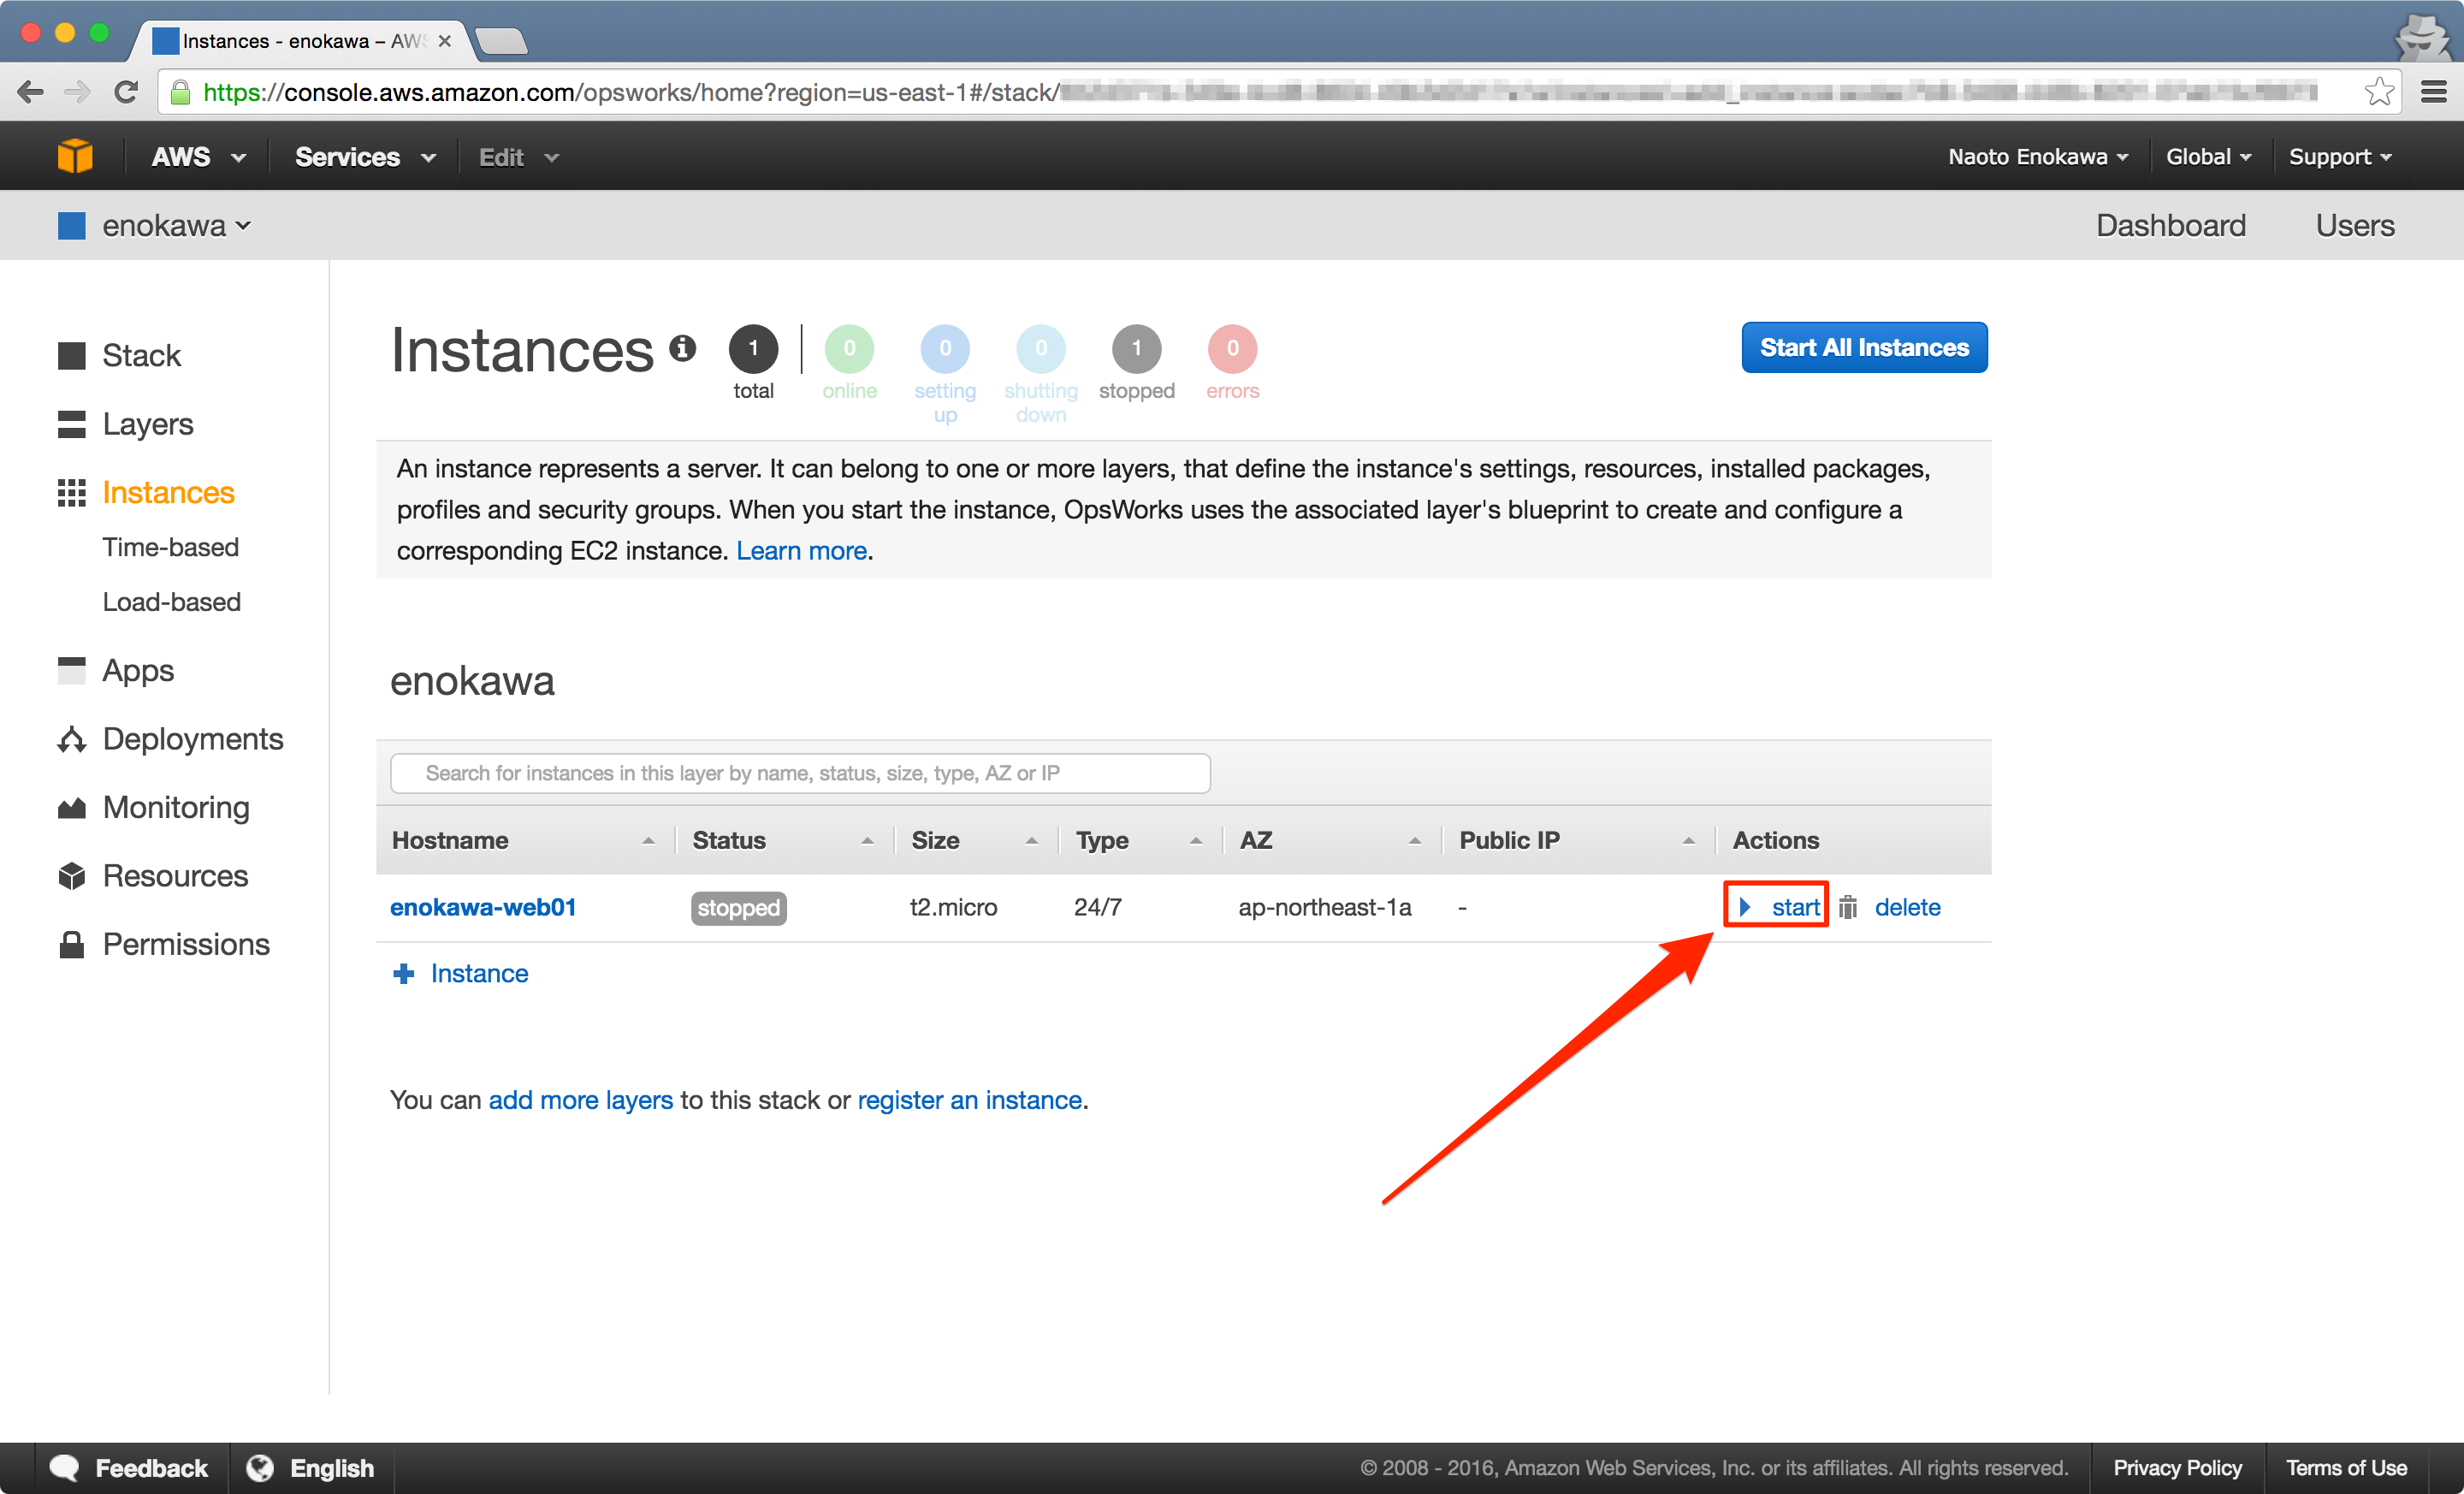 Instances - enokawa – AWS
https://console.aws.amazon.com/opsworks/home?region=us-east-1#/stack/
AWS Services Edit Naoto Enokawa Global Support
enokawa Dashboard Users
Stack
Layers
Instances
Time-based
Load-based
Apps
Deployments
Monitoring
Resources
Permissions
Instances
1 0 0 0 1 0
total online setting up shutting down stopped errors
Start All Instances
An instance represents a server. It can belong to one or more layers, that define the instance's settings, resources, installed packages,
profiles and security groups. When you start the instance, OpsWorks uses the associated layer's blueprint to create and configure a
corresponding EC2 instance. Learn more.
enokawa
Search for instances in this layer by name, status, size, type, AZ or IP
Hostname Status Size Type AZ Public IP Actions
enokawa-web01 stopped t2.micro 24/7 ap-northeast-1a - start delete
Instance
You can add more layers to this stack or register an instance.
Feedback English © 2008 - 2016, Amazon Web Services, Inc. or its affiliates. All rights reserved. Privacy Policy Terms of Use